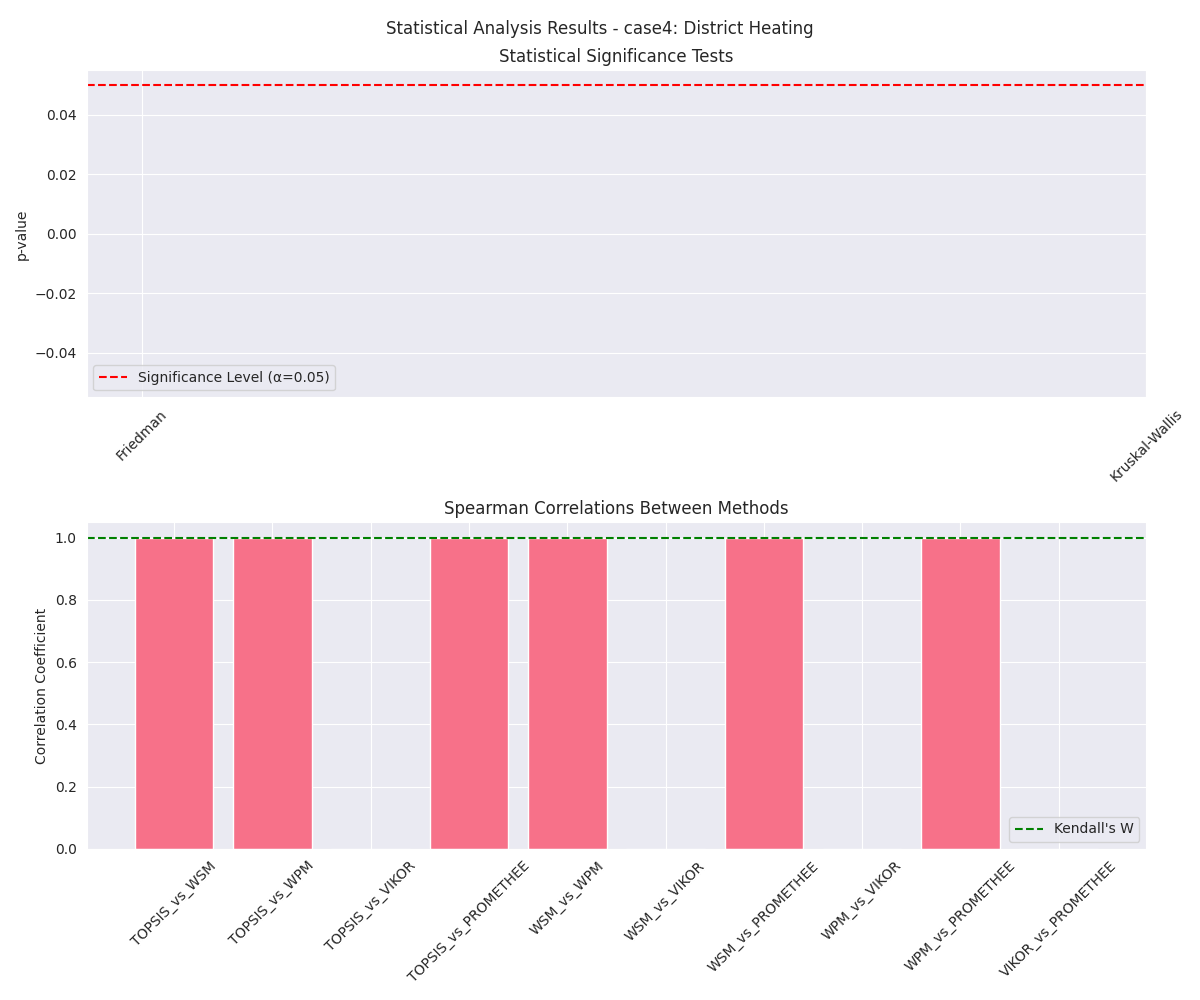 Statistical Analysis Results - case4: District Heating
Statistical Significance Tests
0.04
0.02
0.00
−0.02
−0.04
p-value
Significance Level (α=0.05)
Friedman
Kruskal-Wallis
Spearman Correlations Between Methods
1.0
0.8
0.6
0.4
0.2
0.0
Correlation Coefficient
Kendall's W
TOPSIS_vs_WSM
TOPSIS_vs_WPM
TOPSIS_vs_VIKOR
TOPSIS_vs_PROMETHEE
WSM_vs_WPM
WSM_vs_VIKOR
WSM_vs_PROMETHEE
WPM_vs_VIKOR
WPM_vs_PROMETHEE
VIKOR_vs_PROMETHEE